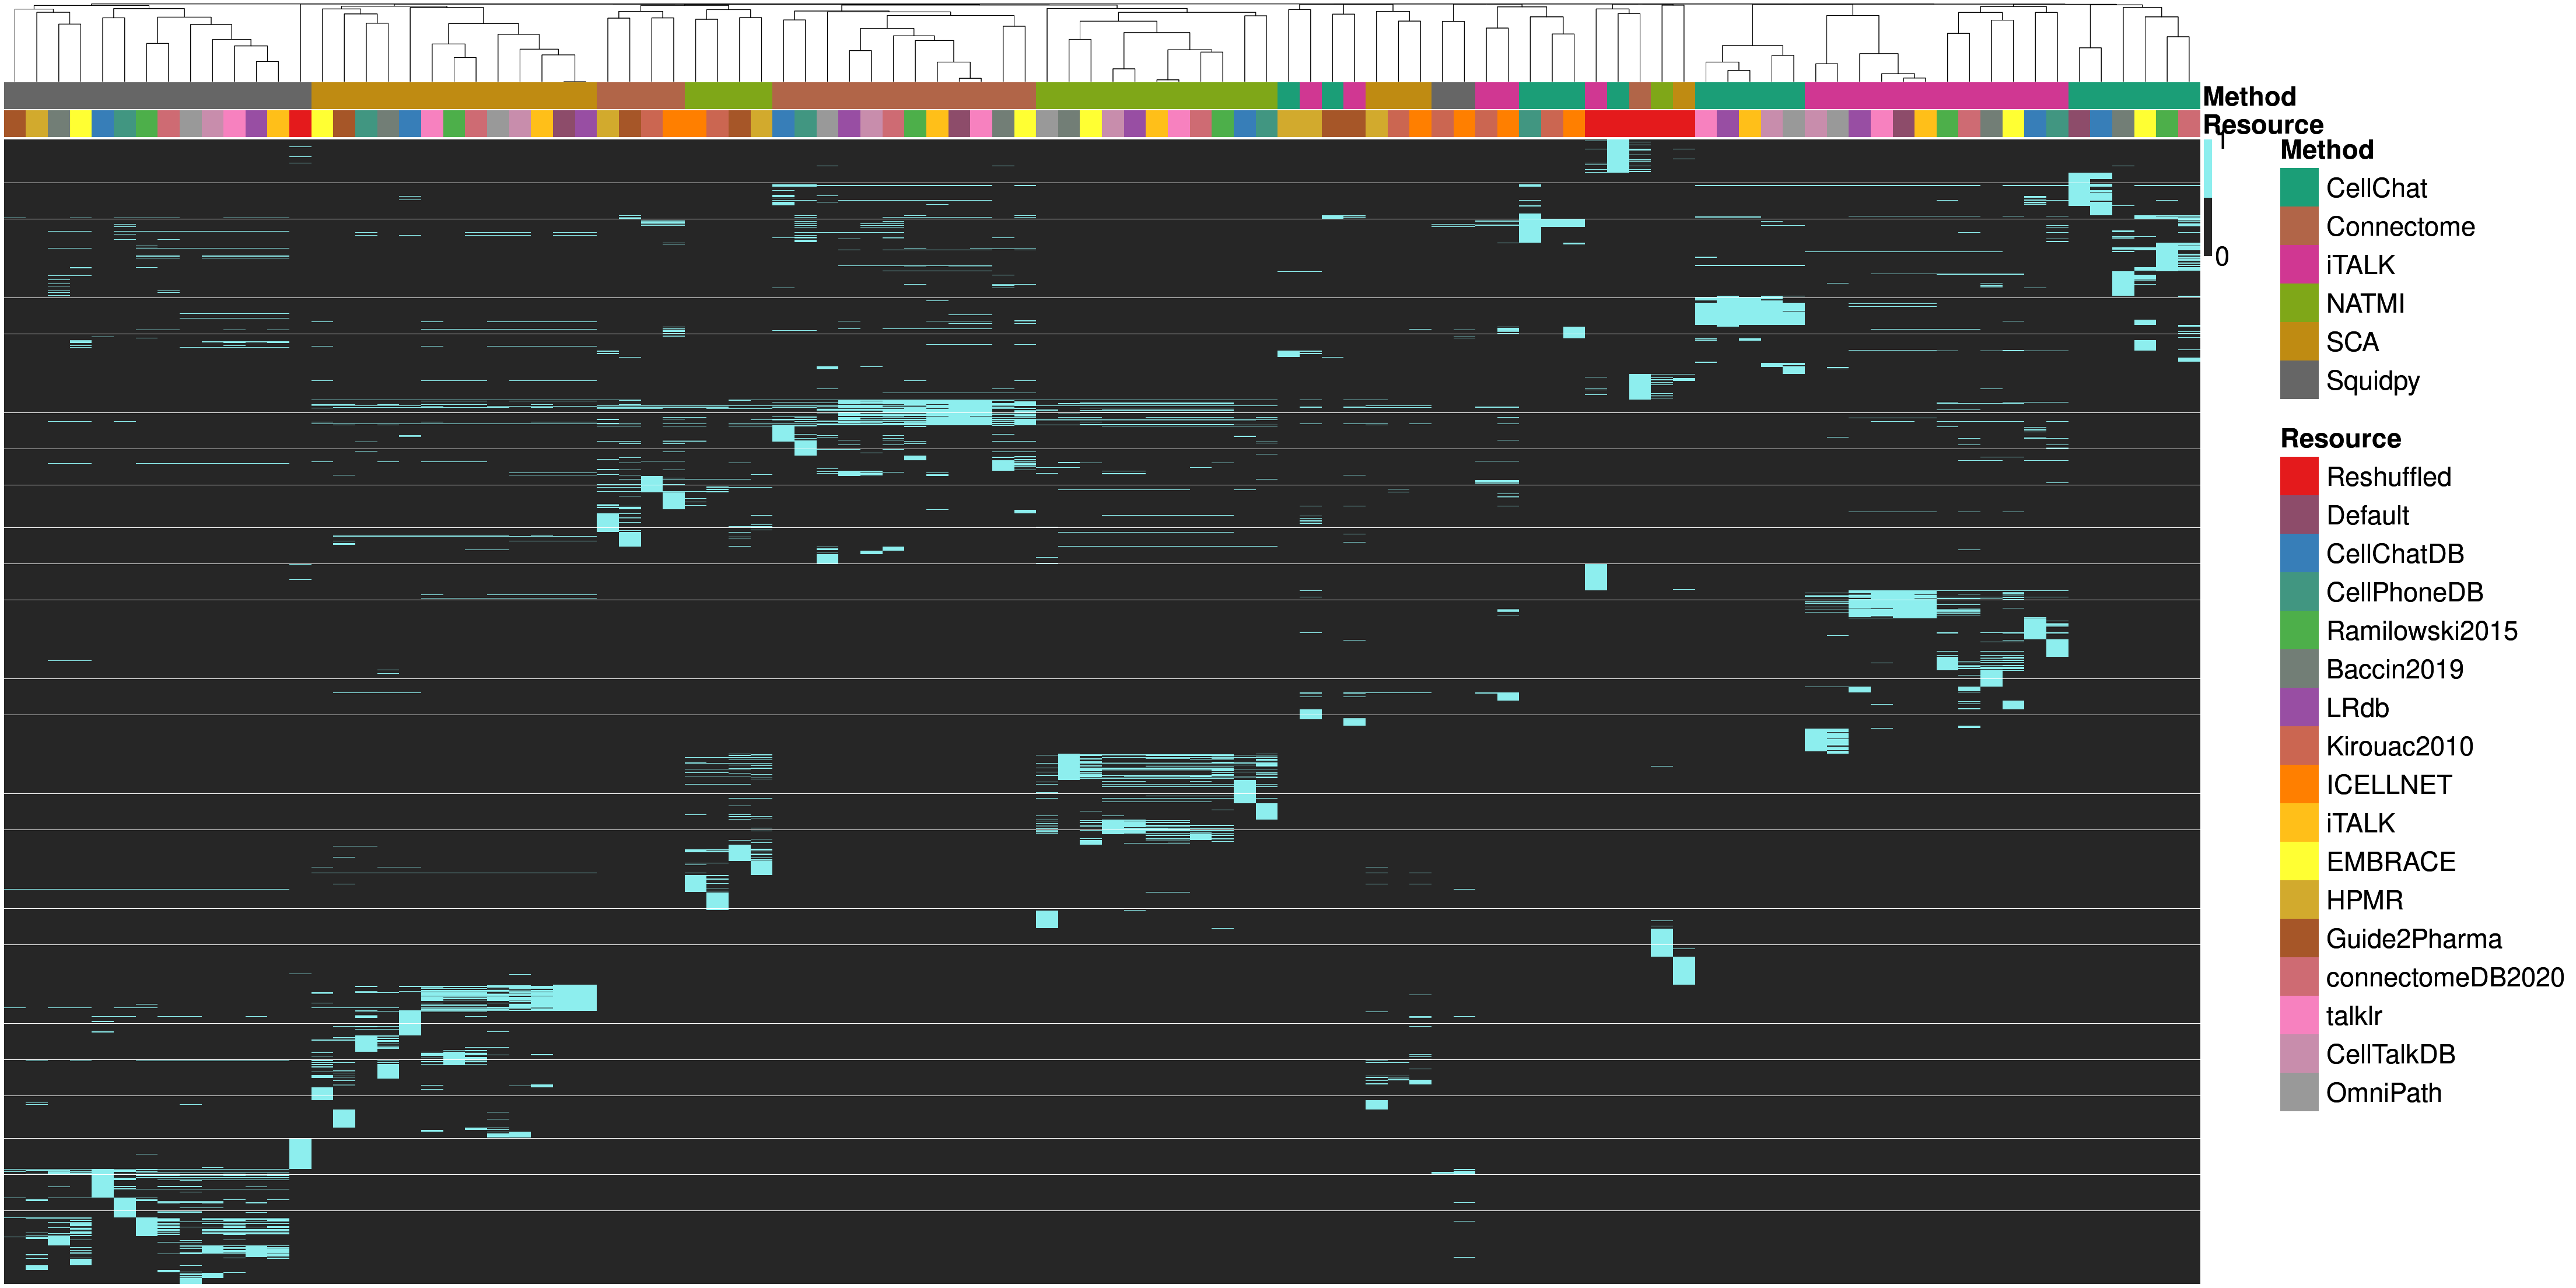 Method
Resource
1
0
Method
CellChat
Connectome
iTALK
NATMI
SCA
Squidpy
Resource
Reshuffled
Default
CellChatDB
CellPhoneDB
Ramilowski2015
Baccin2019
LRdb
Kirouac2010
ICELLNET
iTALK
EMBRACE
HPMR
Guide2Pharma
connectomeDB2020
talklr
CellTalkDB
OmniPath